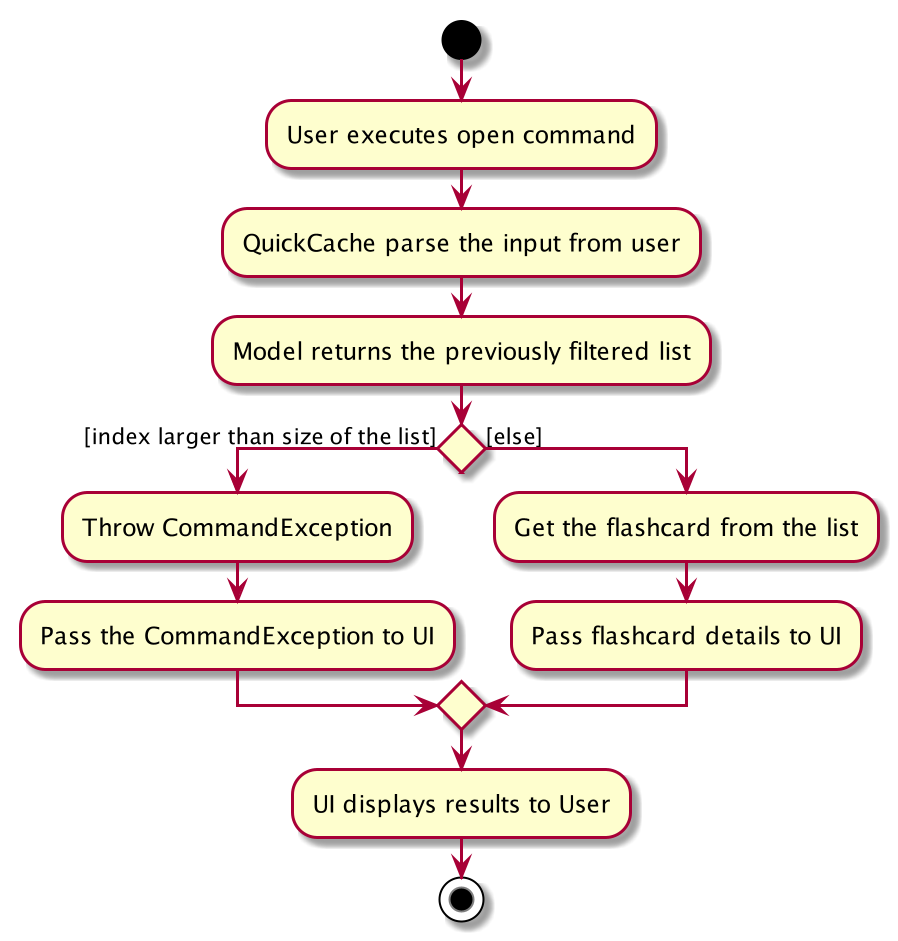 User executes open command
QuickCache parse the input from user
Model returns the previously filtered list
[index larger than size of the list]
[else]
Throw CommandException
Get the flashcard from the list
Pass the CommandException to UI
Pass flashcard details to UI
UI displays results to User